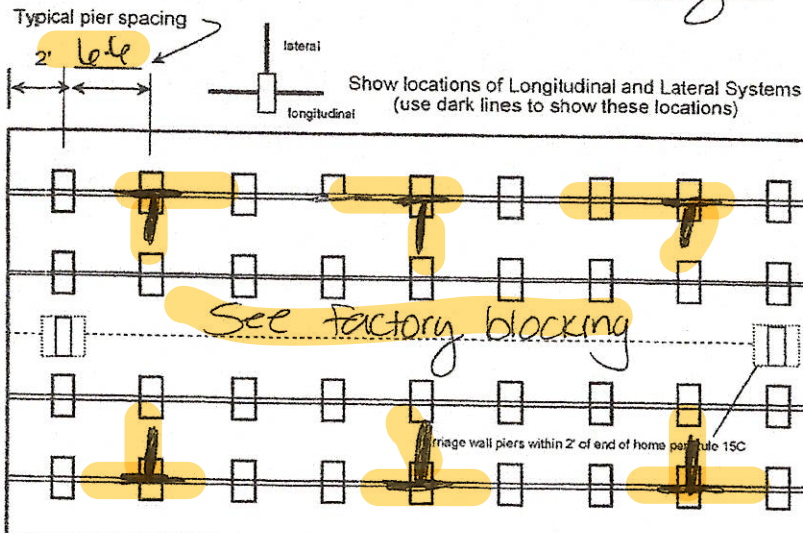 Typical pier spacing
2' 6-6
lateral
longitudinal
Show locations of Longitudinal and Lateral Systems
(use dark lines to show these locations)
See factory blocking
rriage wall piers within 2' of end of home per rule 15C